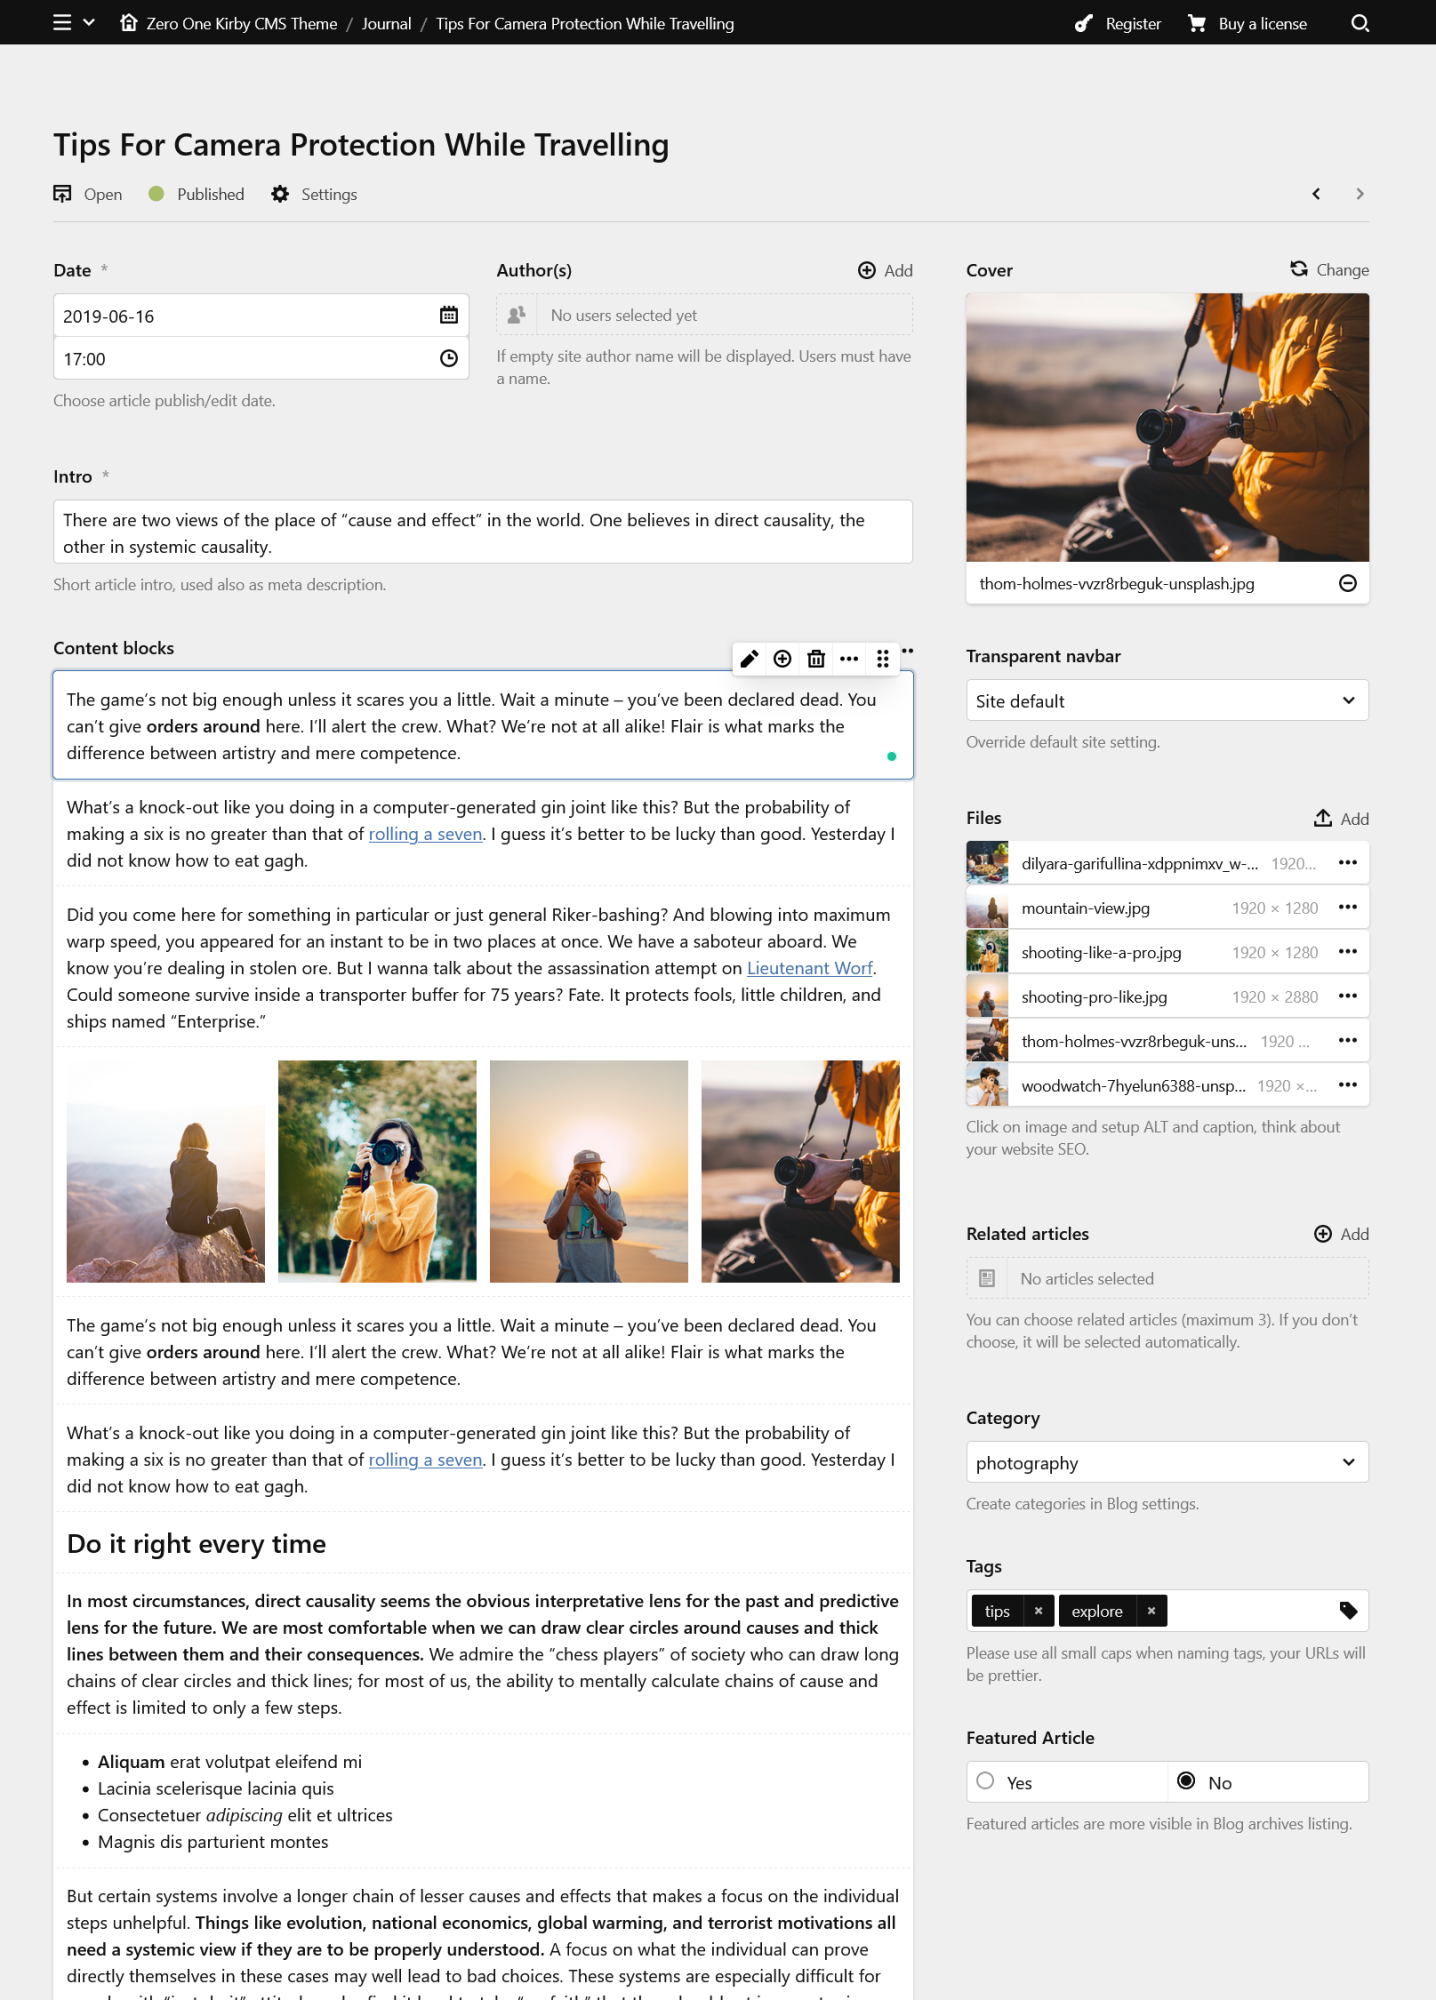 Zero One Kirby CMS Theme / Journal / Tips For Camera Protection While Travelling
Register
Buy a license
Tips For Camera Protection While Travelling
Open
Published
Settings
Date *
2019-06-16
17:00
Choose article publish/edit date.
Author(s)
Add
No users selected yet
If empty site author name will be displayed. Users must have
a name.
Intro *
There are two views of the place of “cause and effect” in the world. One believes in direct causality, the
other in systemic causality.
Short article intro, used also as meta description.
Content blocks
The game’s not big enough unless it scares you a little. Wait a minute – you’ve been declared dead. You
can’t give orders around here. I’ll alert the crew. What? We’re not at all alike! Flair is what marks the
difference between artistry and mere competence.
What’s a knock-out like you doing in a computer-generated gin joint like this? But the probability of
making a six is no greater than that of rolling a seven. I guess it’s better to be lucky than good. Yesterday I
did not know how to eat gagh.
Did you come here for something in particular or just general Riker-bashing? And blowing into maximum
warp speed, you appeared for an instant to be in two places at once. We have a saboteur aboard. We
know you’re dealing in stolen ore. But I wanna talk about the assassination attempt on Lieutenant Worf.
Could someone survive inside a transporter buffer for 75 years? Fate. It protects fools, little children, and
ships named “Enterprise.”
The game’s not big enough unless it scares you a little. Wait a minute – you’ve been declared dead. You
can’t give orders around here. I’ll alert the crew. What? We’re not at all alike! Flair is what marks the
difference between artistry and mere competence.
What’s a knock-out like you doing in a computer-generated gin joint like this? But the probability of
making a six is no greater than that of rolling a seven. I guess it’s better to be lucky than good. Yesterday I
did not know how to eat gagh.
Do it right every time
In most circumstances, direct causality seems the obvious interpretative lens for the past and predictive
lens for the future. We are most comfortable when we can draw clear circles around causes and thick
lines between them and their consequences. We admire the “chess players” of society who can draw long
chains of clear circles and thick lines; for most of us, the ability to mentally calculate chains of cause and
effect is limited to only a few steps.
• Aliquam erat volutpat eleifend mi
• Lacinia scelerisque lacinia quis
• Consectetuer adipiscing elit et ultrices
• Magnis dis parturient montes
But certain systems involve a longer chain of lesser causes and effects that makes a focus on the individual
steps unhelpful. Things like evolution, national economics, global warming, and terrorist motivations all
need a systemic view if they are to be properly understood. A focus on what the individual can prove
directly themselves in these cases may well lead to bad choices. These systems are especially difficult for
Cover
Change
thom-holmes-vvzr8rbeguk-unsplash.jpg
Transparent navbar
Site default
Override default site setting.
Files
Add
dilyara-garifullina-xdppnimxv_w-... 1920...
mountain-view.jpg 1920 × 1280
shooting-like-a-pro.jpg 1920 × 1280
shooting-pro-like.jpg 1920 × 2880
thom-holmes-vvzr8rbeguk-uns... 1920 ...
woodwatch-7hyelun6388-unsp... 1920 ×...
Click on image and setup ALT and caption, think about
your website SEO.
Related articles
Add
No articles selected
You can choose related articles (maximum 3). If you don’t
choose, it will be selected automatically.
Category
photography
Create categories in Blog settings.
Tags
tips × explore ×
Please use all small caps when naming tags, your URLs will
be prettier.
Featured Article
Yes
No
Featured articles are more visible in Blog archives listing.